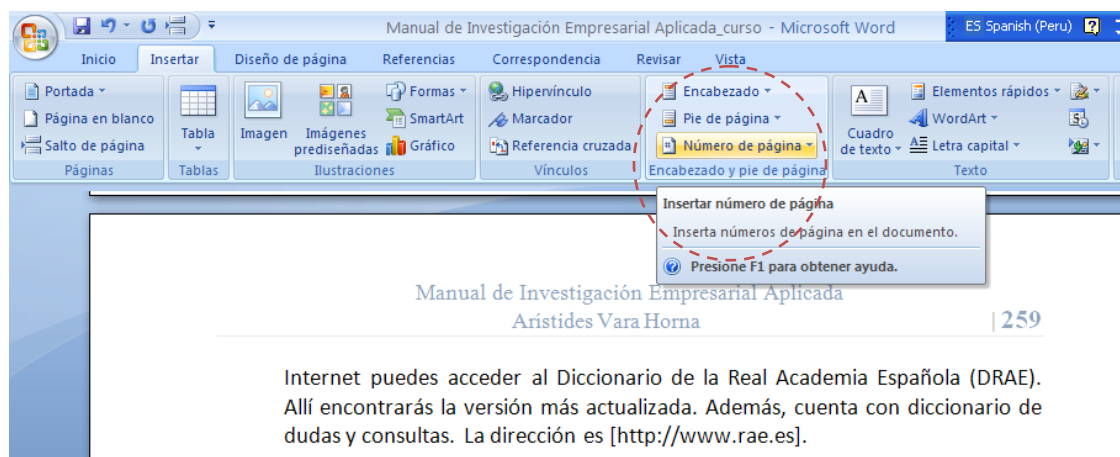 Manual de Investigación Empresarial Aplicada_curso - Microsoft Word
ES Spanish (Peru)
Inicio Insertar Diseño de página Referencias Correspondencia Revisar Vista
Portada
Página en blanco
Salto de página
Páginas
Tabla
Tablas
Imagen
Imágenes
prediseñadas
Formas
SmartArt
Gráfico
Ilustraciones
Hipervínculo
Marcador
Referencia cruzada
Vínculos
Encabezado
Pie de página
Número de página
Encabezado y pie de página
Cuadro
de texto
Elementos rápidos
WordArt
Letra capital
Texto
Insertar número de página
Inserta números de página en el documento.
Presione F1 para obtener ayuda.
Manual de Investigación Empresarial Aplicada
Arístides Vara Horna |259
Internet puedes acceder al Diccionario de la Real Academia Española (DRAE).
Allí encontrarás la versión más actualizada. Además, cuenta con diccionario de
dudas y consultas. La dirección es [http://www.rae.es].